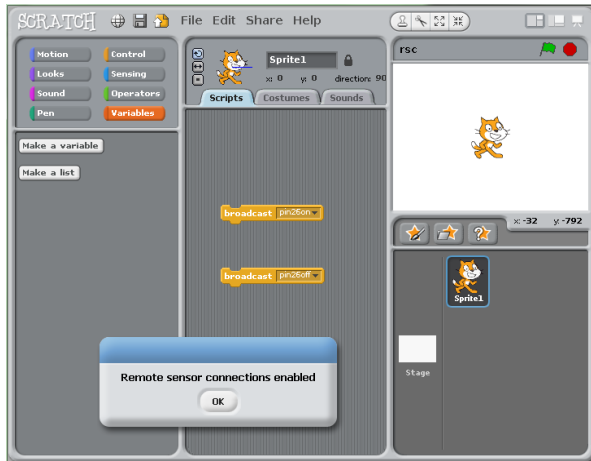 SCRATCH File Edit Share Help
Motion Control
Looks Sensing
Sound Operators
Pen Variables
Make a variable
Make a list
Sprite1
x: 0 y: 0 direction: 90
Scripts Costumes Sounds
broadcast pin26on
broadcast pin26off
rsc
x: -32 y: -792
Sprite1
Stage
Remote sensor connections enabled
OK